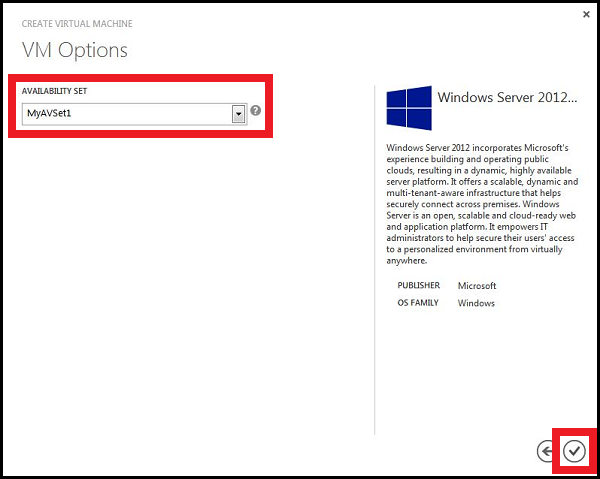 CREATE VIRTUAL MACHINE
VM Options
AVAILABILITY SET
MyAVSet1
?
Windows Server 2012...
Windows Server 2012 incorporates Microsoft's
experience building and operating public
clouds, resulting in a dynamic, highly available
server platform. It offers a scalable, dynamic and
multi-tenant-aware infrastructure that helps
securely connect across premises. Windows
Server is an open, scalable and cloud-ready web
and application platform. It empowers IT
administrators to help secure their users' access
to a personalized environment from virtually
anywhere.
PUBLISHER Microsoft
OS FAMILY Windows